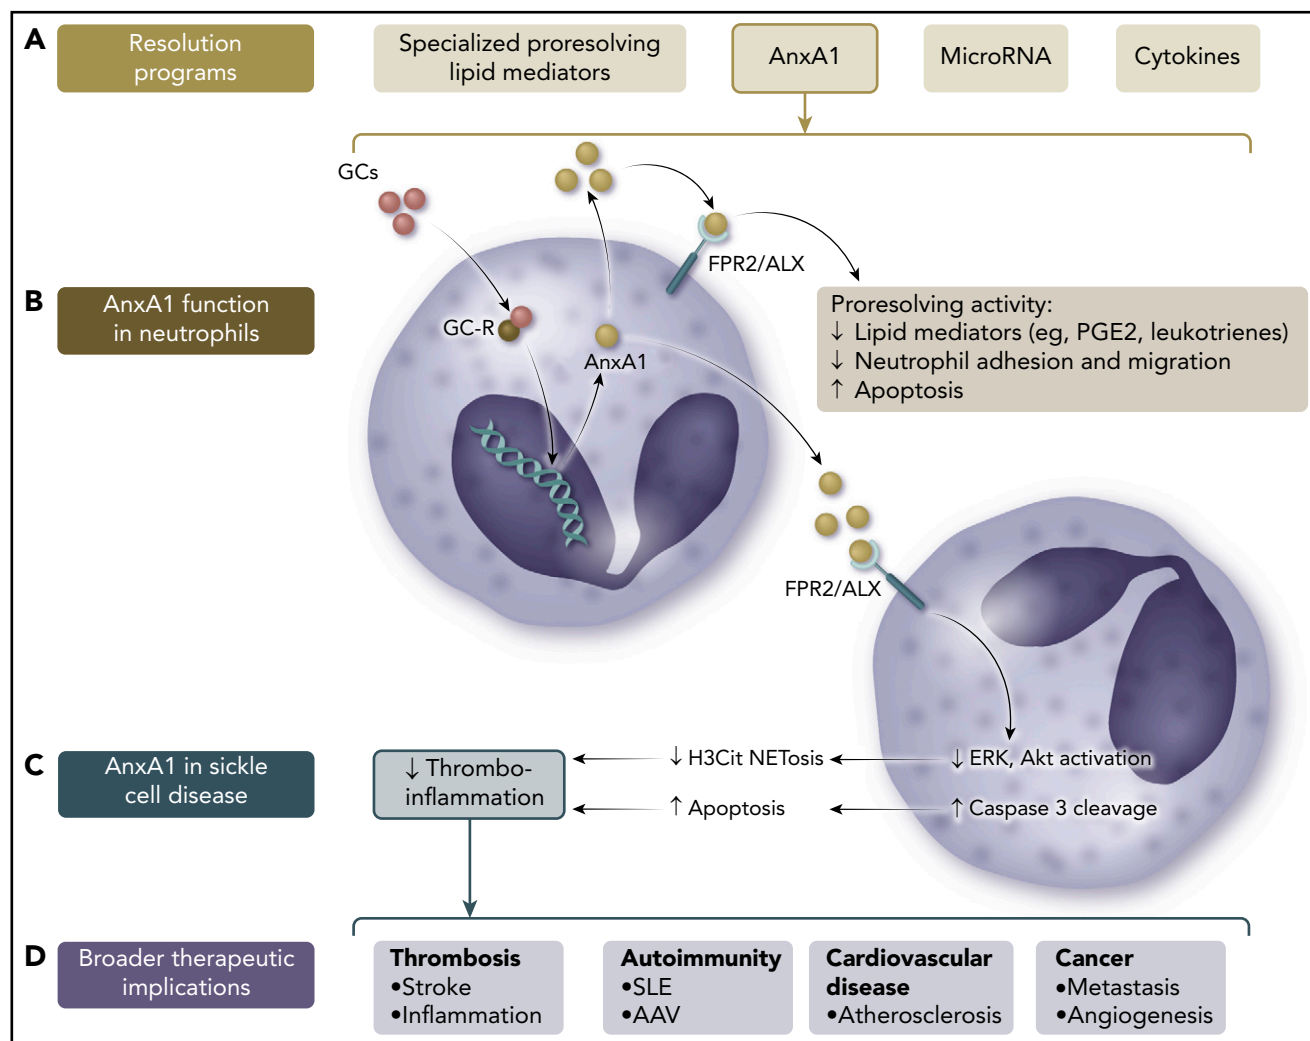 A
Resolution
programs
Specialized proresolving
lipid mediators
AnxA1
MicroRNA
Cytokines
GCs
FPR2/ALX
B
AnxA1 function
in neutrophils
GC-R
AnxA1
Proresolving activity:
↓ Lipid mediators (eg, PGE2, leukotrienes)
↓ Neutrophil adhesion and migration
↑ Apoptosis
FPR2/ALX
C
AnxA1 in sickle
cell disease
↓ Thrombo-
inflammation
↓ H3Cit NETosis
↓ ERK, Akt activation
↑ Apoptosis
↑ Caspase 3 cleavage
D
Broader therapeutic
implications
Thrombosis
•Stroke
•Inflammation
Autoimmunity
•SLE
•AAV
Cardiovascular
disease
•Atherosclerosis
Cancer
•Metastasis
•Angiogenesis